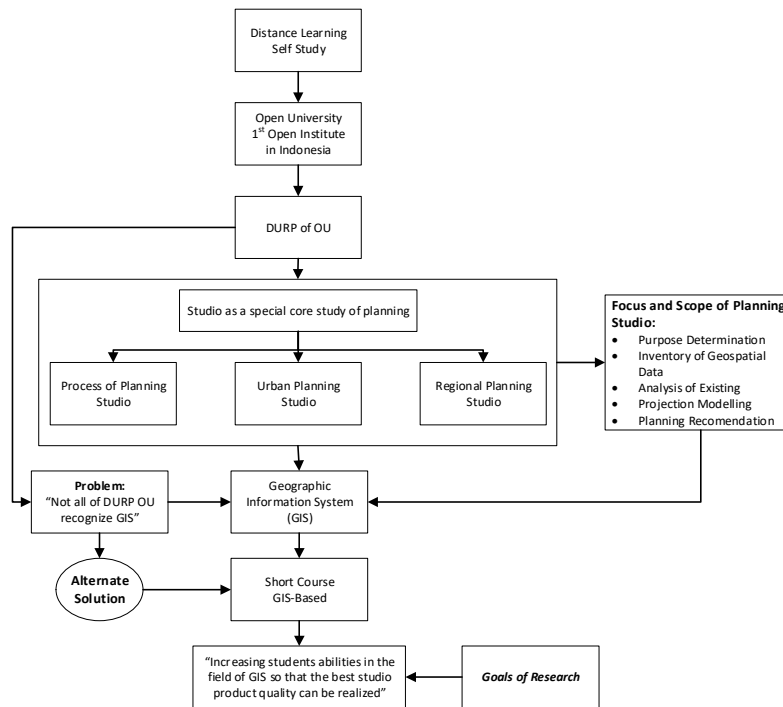 Distance Learning
Self Study
Open University
1st Open Institute
in Indonesia
DURP of OU
Studio as a special core study of planning
Process of Planning
Studio
Urban Planning
Studio
Regional Planning
Studio
Focus and Scope of Planning
Studio:
• Purpose Determination
• Inventory of Geospatial
Data
• Analysis of Existing
• Projection Modelling
• Planning Recomendation
Problem:
“Not all of DURP OU
recognize GIS”
Geographic
Information System
(GIS)
Alternate
Solution
Short Course
GIS-Based
“Increasing students abilities in the
field of GIS so that the best studio
product quality can be realized”
Goals of Research